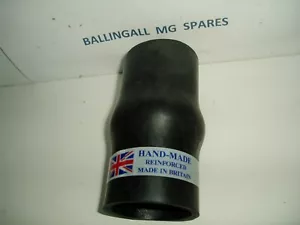 BALLINGALL MG SPARES
HAND-MADE
REINFORCED
MADE IN BRITAIN